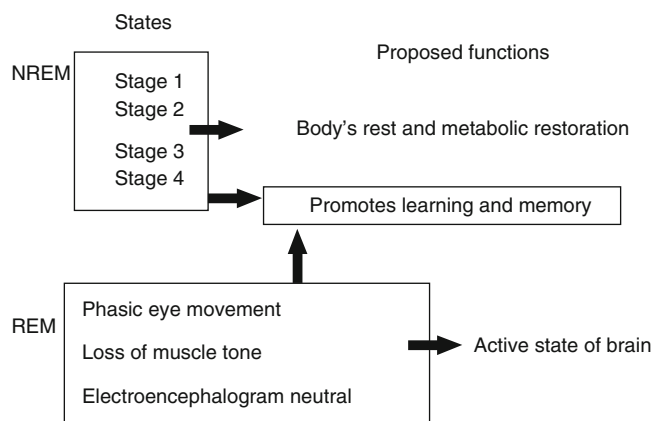 States
Proposed functions
NREM
Stage 1
Stage 2
Stage 3
Stage 4
Body's rest and metabolic restoration
Promotes learning and memory
REM
Phasic eye movement
Loss of muscle tone
Electroencephalogram neutral
Active state of brain